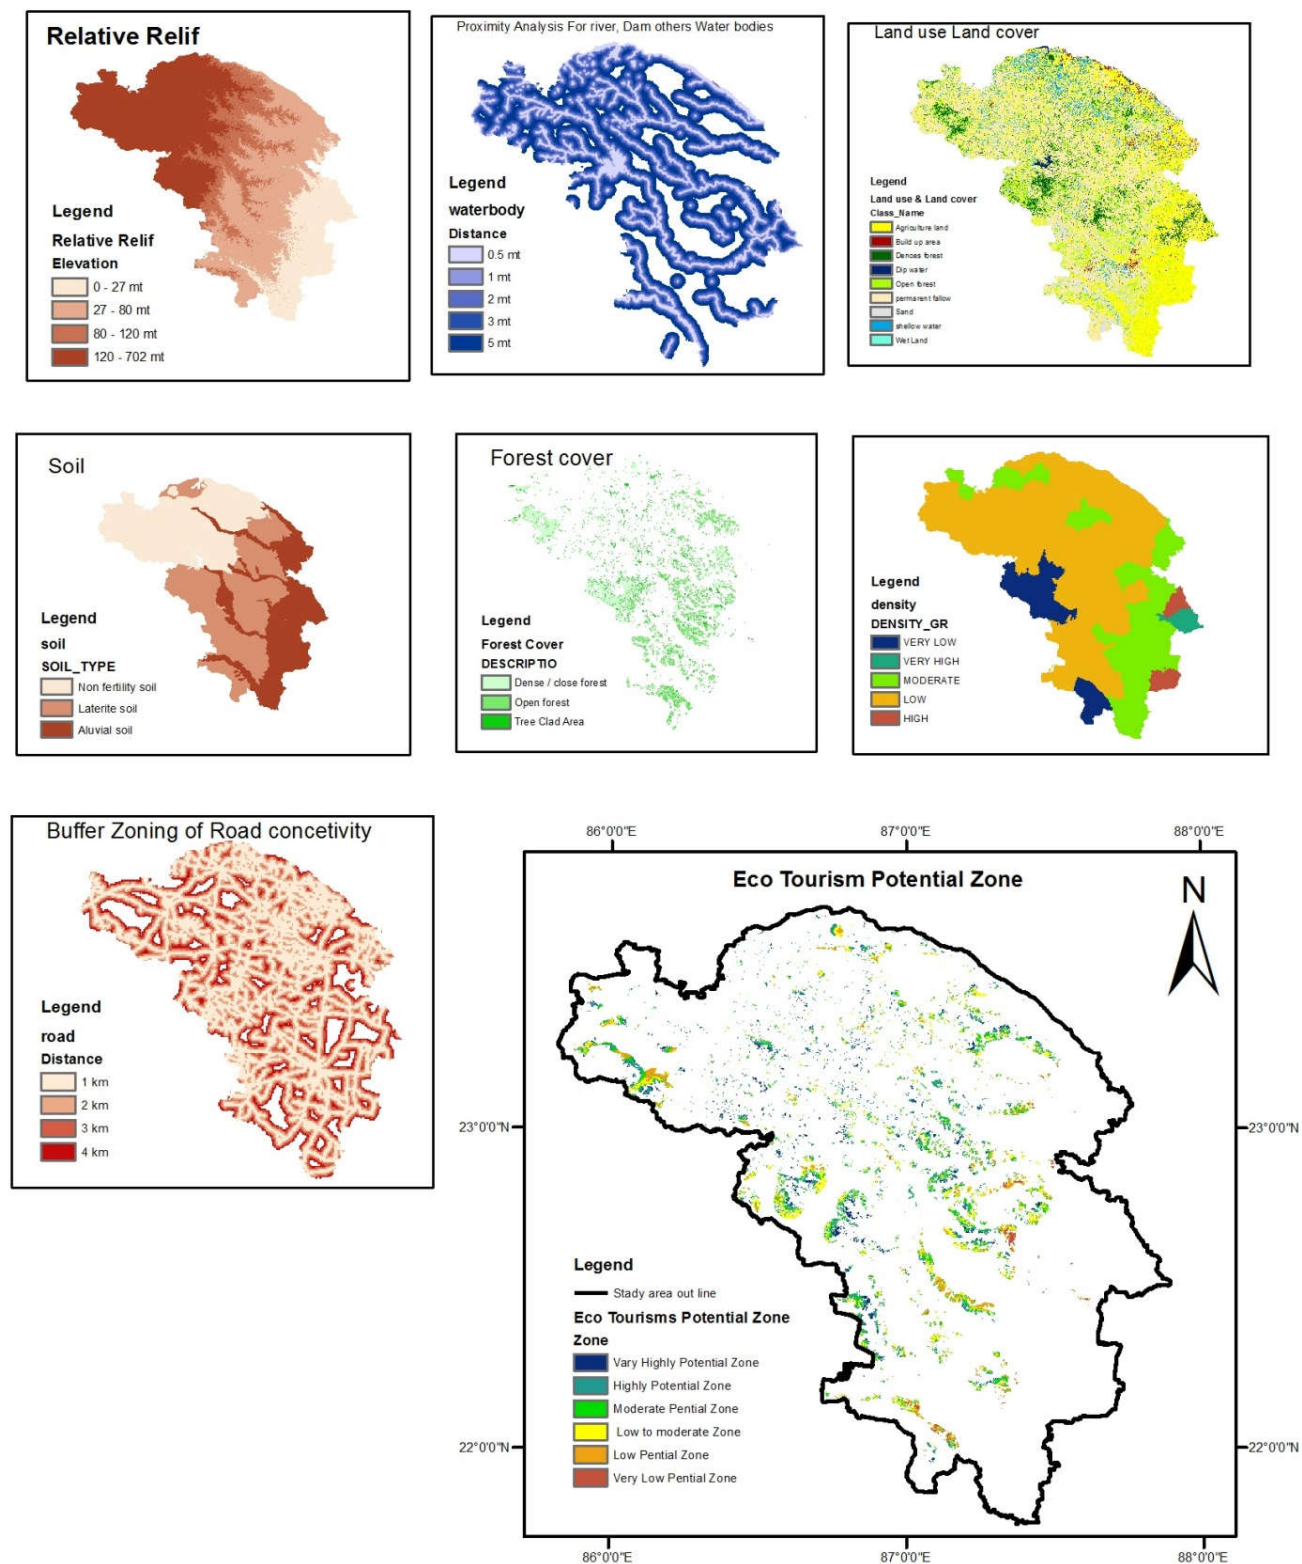 Relative Relif
Legend
Relative Relif
Elevation
0 - 27 mt
27 - 80 mt
80 - 120 mt
120 - 702 mt
Proximity Analysis For river, Dam others Water bodies
Legend
waterbody
Distance
0.5 mt
1 mt
2 mt
3 mt
5 mt
Land use Land cover
Legend
Land use & Land cover
Class_Name
Agriculture land
Build up area
Dences forest
Dip water
Open forest
permarent fallow
Sand
shellow water
Wet Land
Soil
Legend
soil
SOIL_TYPE
Non fertility soil
Laterite soil
Aluvial soil
Forest cover
Legend
Forest Cover
DESCRIPTIO
Dense / close forest
Open forest
Tree Clad Area
Legend
density
DENSITY_GR
VERY LOW
VERY HIGH
MODERATE
LOW
HIGH
Buffer Zoning of Road concetivity
Legend
road
Distance
1 km
2 km
3 km
4 km
86°0'0"E 87°0'0"E 88°0'0"E
Eco Tourism Potential Zone
N
23°0'0"N 23°0'0"N
Legend
Stady area out line
Eco Tourisms Potential Zone
Zone
Vary Highly Potential Zone
Highly Potential Zone
Moderate Pential Zone
Low to moderate Zone
Low Pential Zone
Very Low Pential Zone
22°0'0"N 22°0'0"N
86°0'0"E 87°0'0"E 88°0'0"E